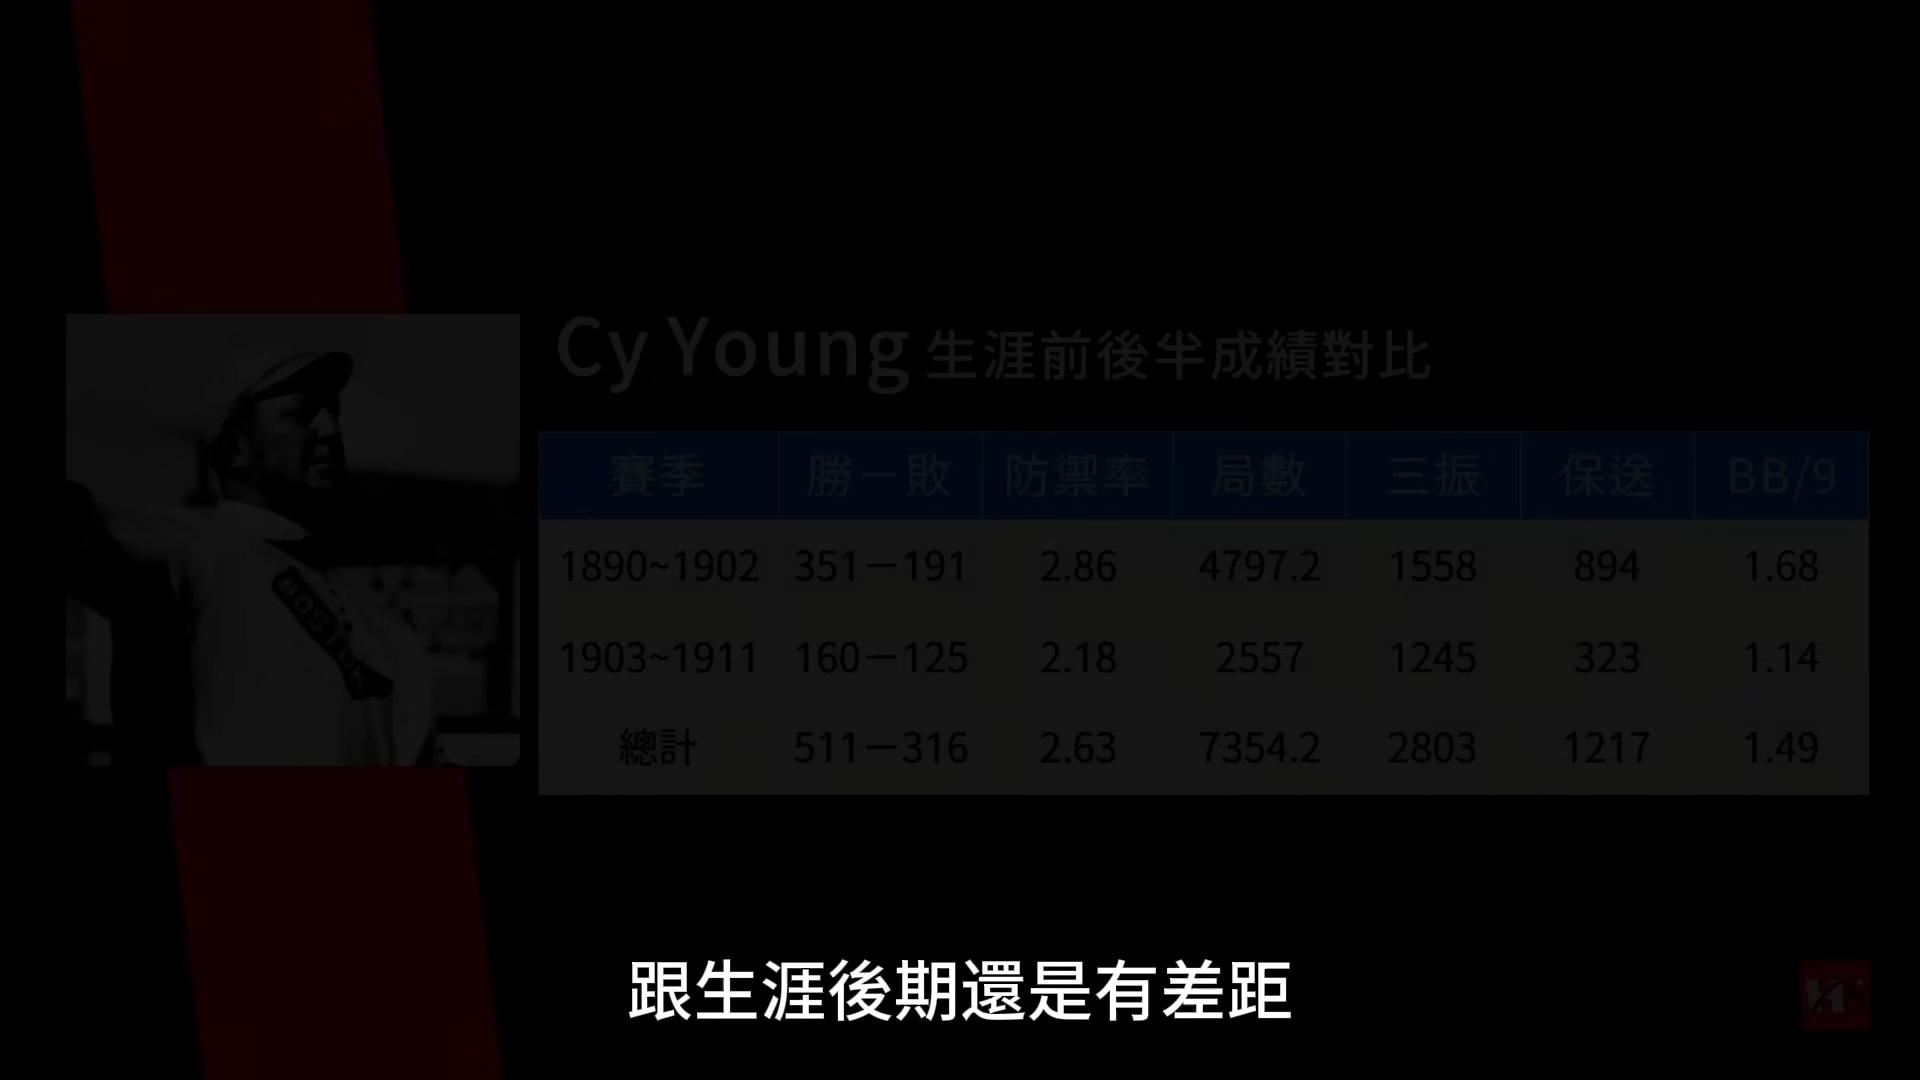 Cy Young 生涯前後半成績對比
賽季 勝－敗 防禦率 局數 三振 保送 BB/9
1890~1902 351－191 2.86 4797.2 1558 894 1.68
1903~1911 160－125 2.18 2557 1245 323 1.14
總計 511－316 2.63 7354.2 2803 1217 1.49
跟生涯後期還是有差距